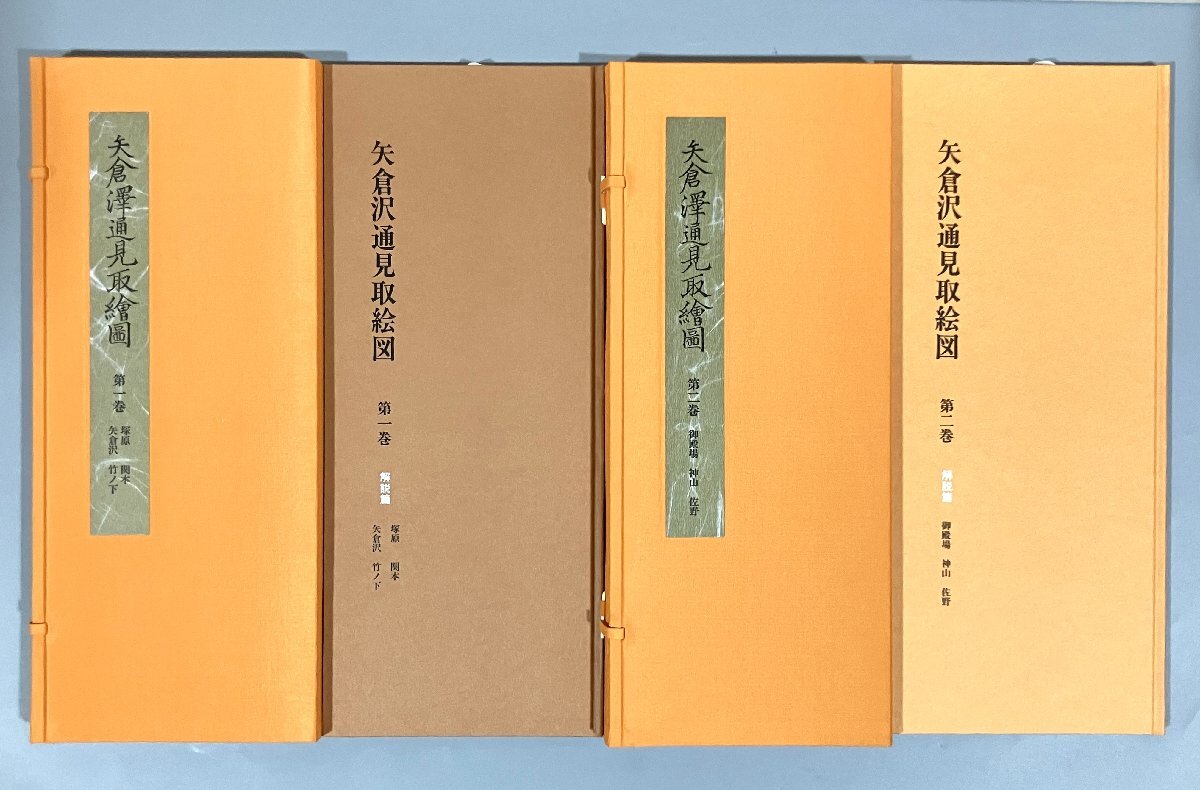 矢倉澤通見取繪圖
第一巻
塚原 関本
矢倉沢 竹ノ下
矢倉沢通見取絵図
第一巻
解説篇
塚原 関本
矢倉沢 竹ノ下
矢倉澤通見取繪圖
第二巻
御殿場 神山 佐野
矢倉沢通見取絵図
第二巻
解説篇
御殿場 神山 佐野